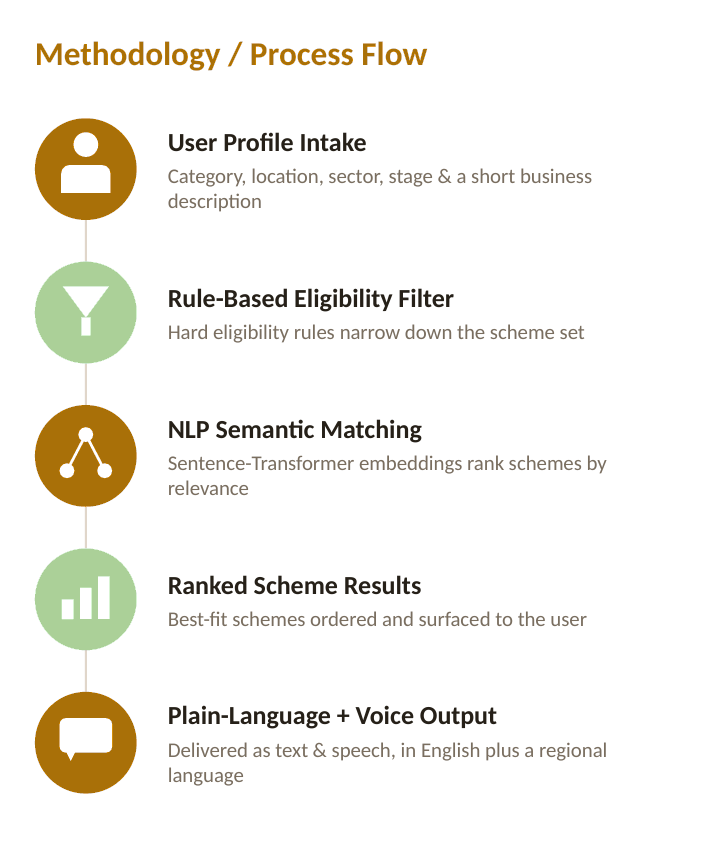 Methodology / Process Flow
User Profile Intake
Category, location, sector, stage & a short business
description
Rule-Based Eligibility Filter
Hard eligibility rules narrow down the scheme set
NLP Semantic Matching
Sentence-Transformer embeddings rank schemes by
relevance
Ranked Scheme Results
Best-fit schemes ordered and surfaced to the user
Plain-Language + Voice Output
Delivered as text & speech, in English plus a regional
language